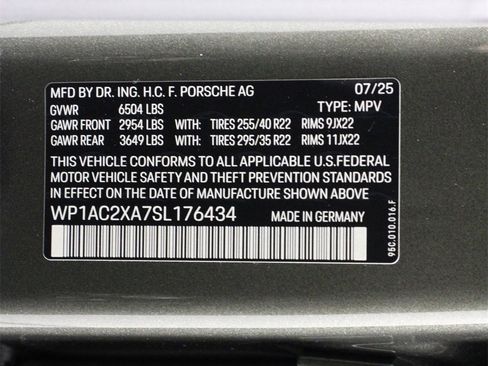 MFD BY DR. ING. H.C. F. PORSCHE AG 07/25
GVWR 6504 LBS TYPE: MPV
GAWR FRONT 2954 LBS WITH: TIRES 255/40 R22 RIMS 9JX22
GAWR REAR 3649 LBS WITH: TIRES 295/35 R22 RIMS 11JX22
THIS VEHICLE CONFORMS TO ALL APPLICABLE U.S.FEDERAL
MOTOR VEHICLE SAFETY AND THEFT PREVENTION STANDARDS
IN EFFECT ON THE DATE OF MANUFACTURE SHOWN ABOVE.
WP1AC2XA7SL176434 MADE IN GERMANY
95C.010.016.F